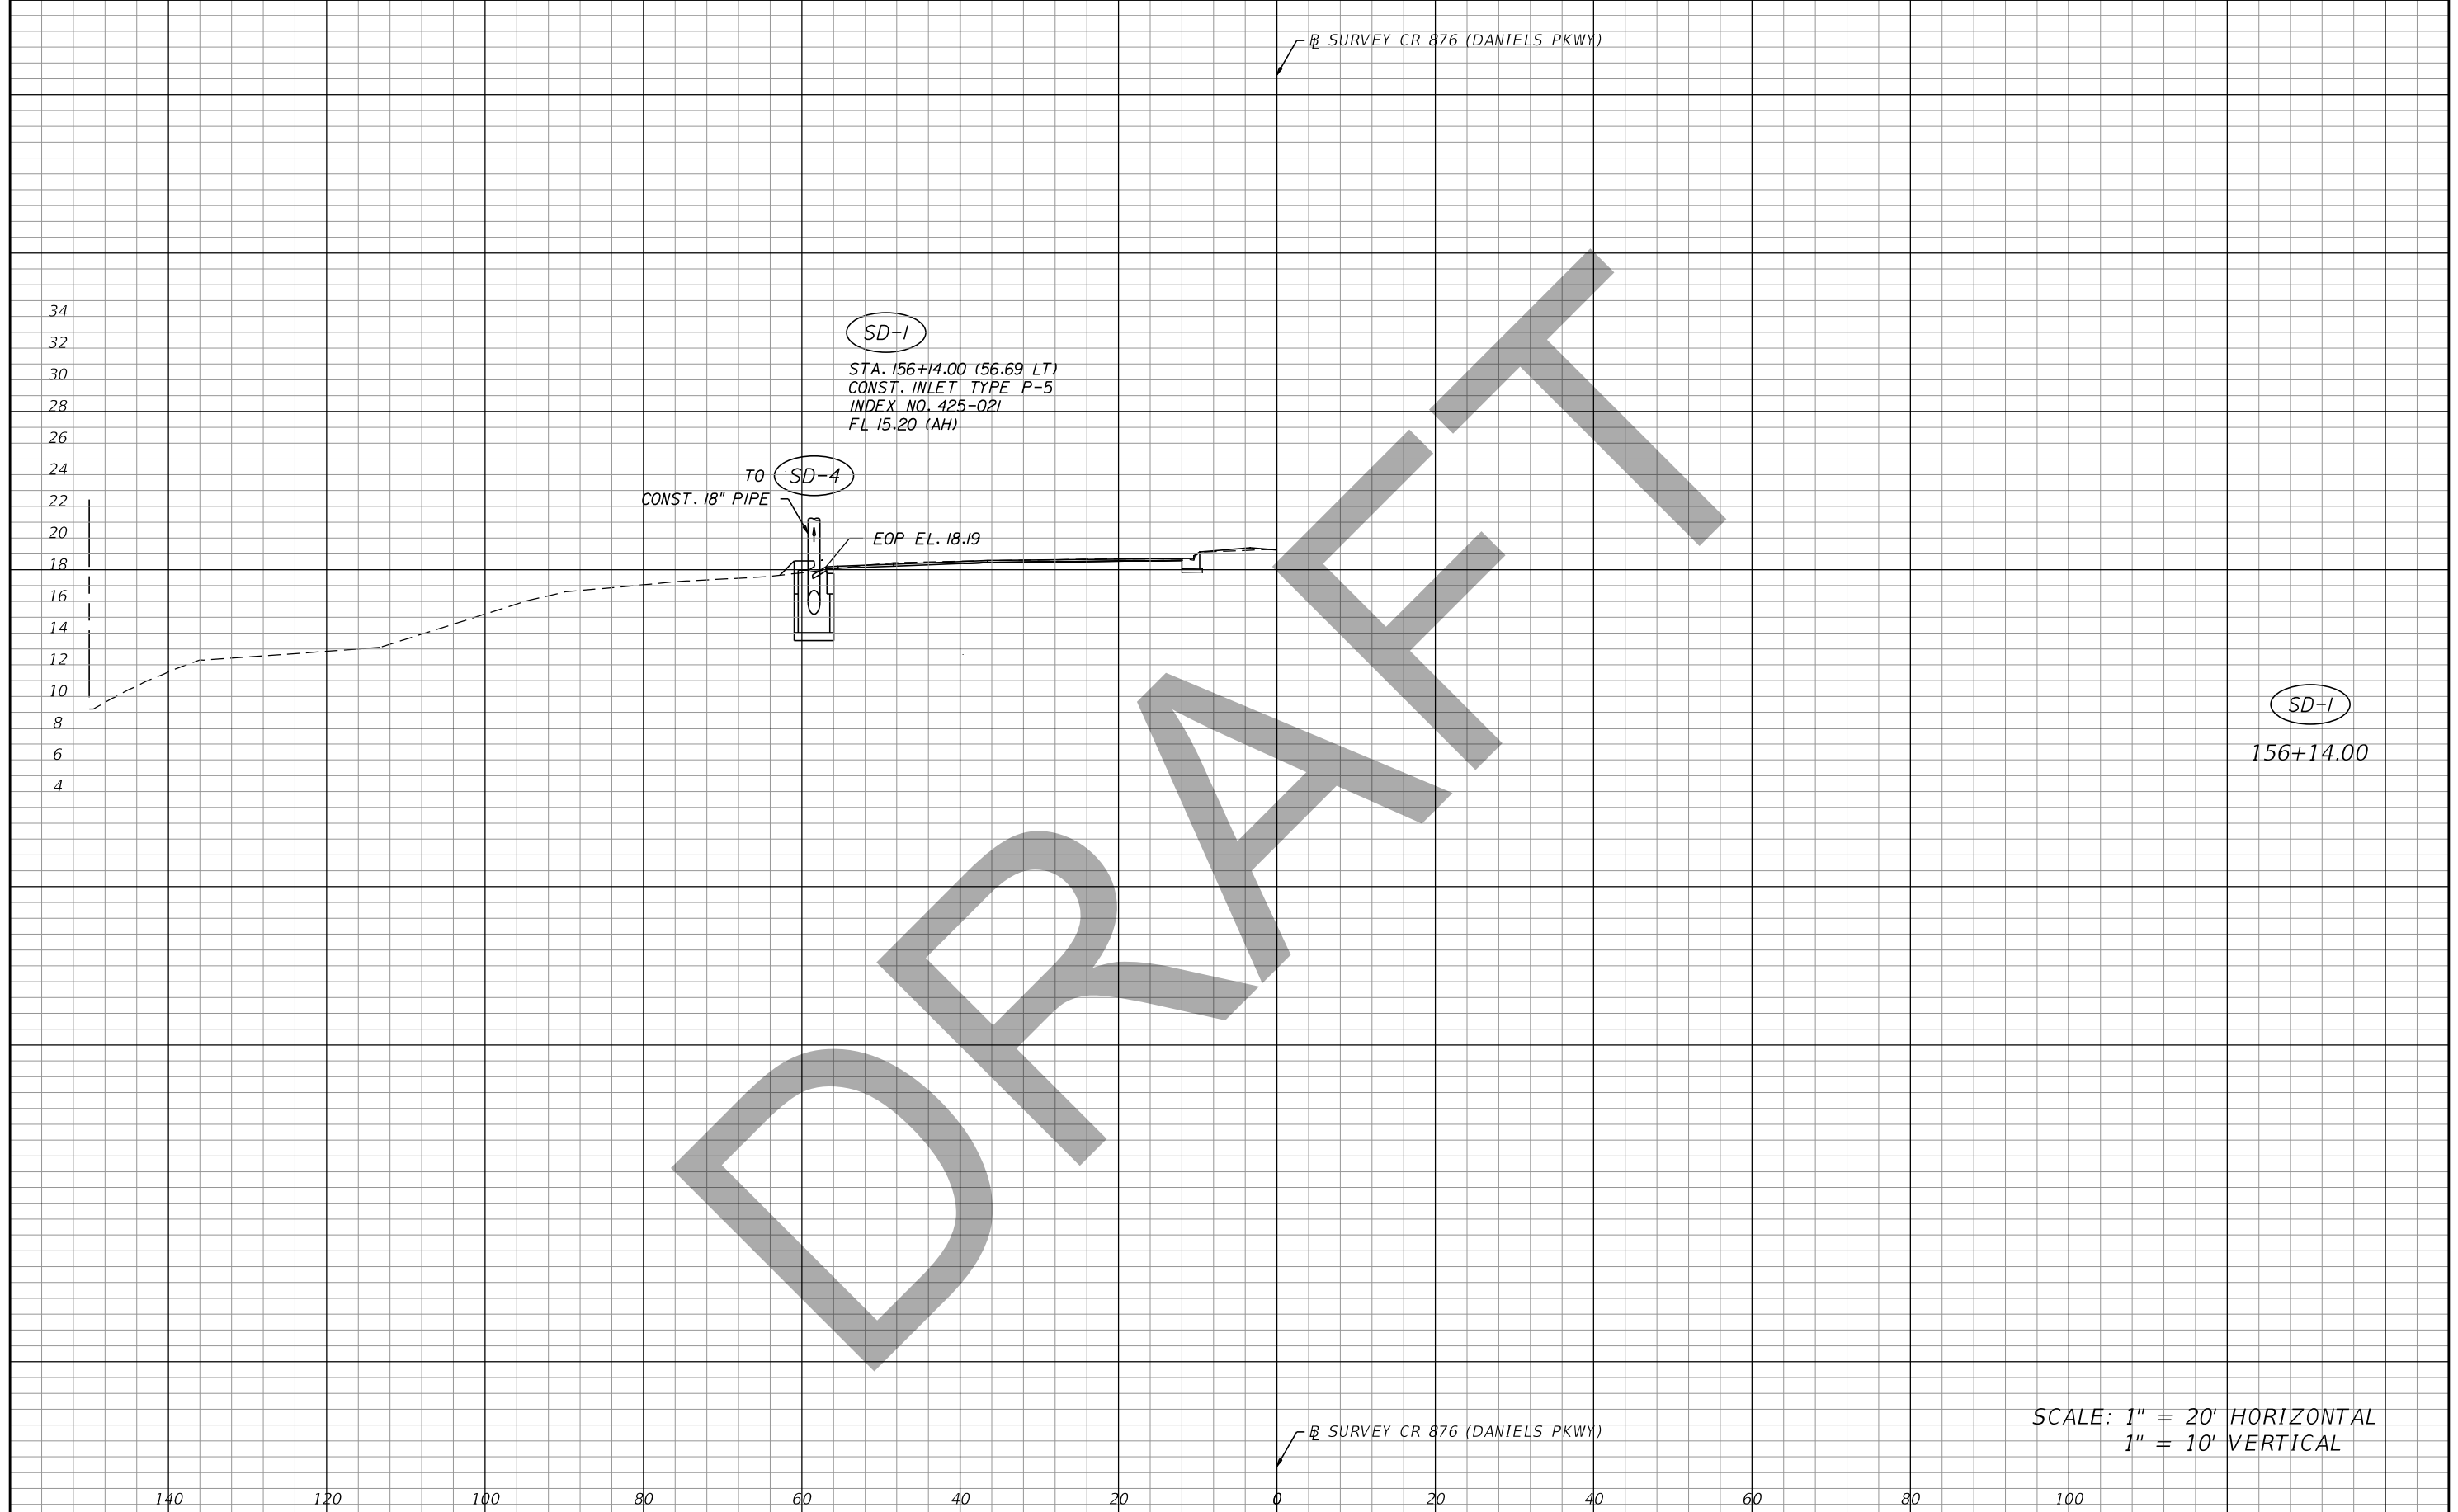 BL SURVEY CR 876 (DANIELS PKWY)
34
32
30
28
26
24
22
20
18
16
14
12
10
8
6
4
SD-1
STA. 156+14.00 (56.69 LT)
CONST. INLET TYPE P-5
INDEX NO. 425-021
FL 15.20 (AH)
TO SD-4
CONST. 18" PIPE
EOP EL. 18.19
DRAFT
SD-1
156+14.00
SCALE: 1" = 20' HORIZONTAL
1" = 10' VERTICAL
BL SURVEY CR 876 (DANIELS PKWY)
140 120 100 80 60 40 20 0 20 40 60 80 100